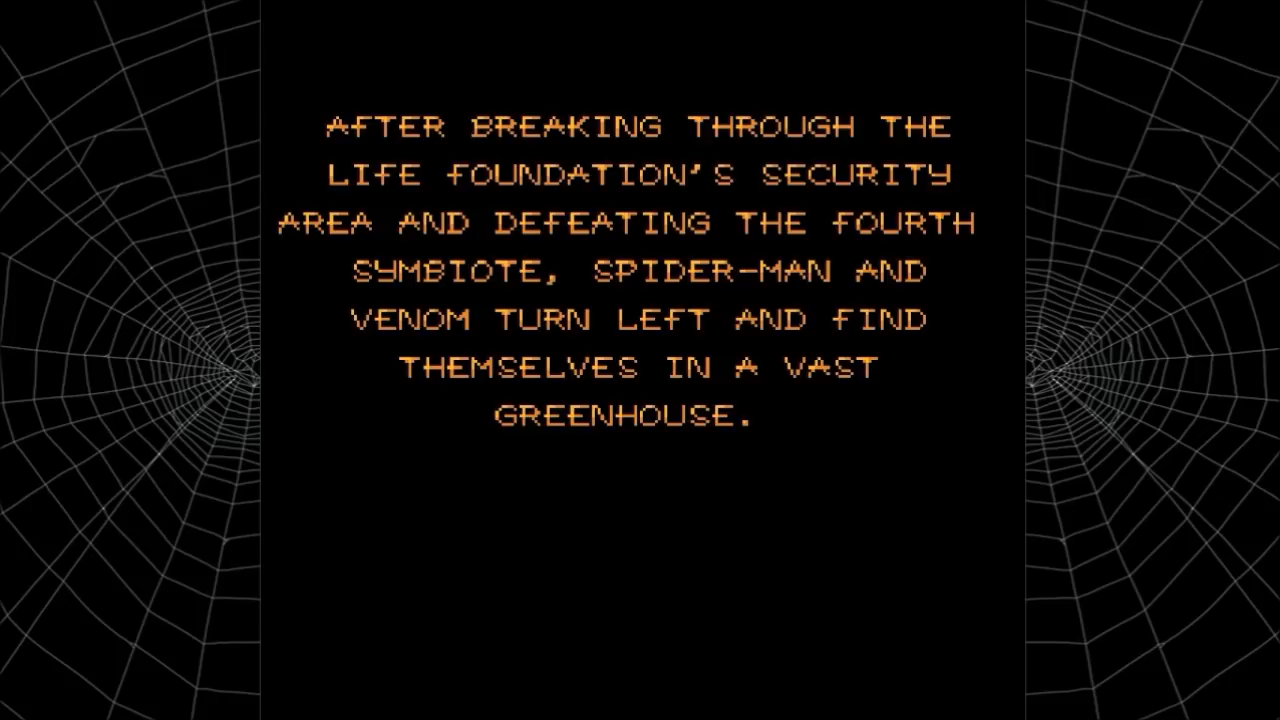 AFTER BREAKING THROUGH THE
LIFE FOUNDATION'S SECURITY
AREA AND DEFEATING THE FOURTH
SYMBIOTE, SPIDER-MAN AND
VENOM TURN LEFT AND FIND
THEMSELVES IN A VAST
GREENHOUSE.